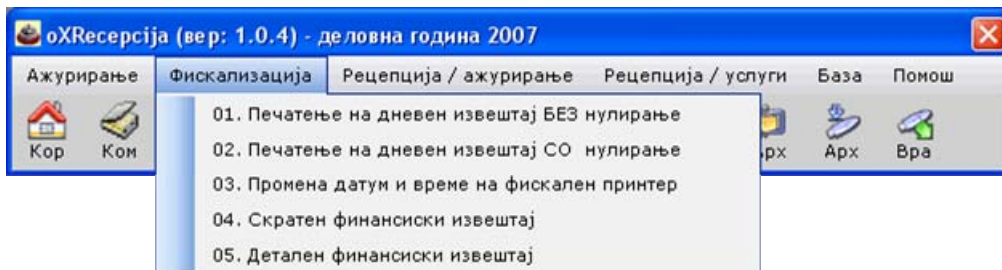 oXRecepcija (вер: 1.0.4) - деловна година 2007
Ажурирање Фискализација Рецепција / ажурирање Рецепција / услуги База Помош
01. Печатење на дневен извештај БЕЗ нулирање
02. Печатење на дневен извештај СО нулирање
03. Промена датум и време на фискален принтер
04. Скратен финансиски извештај
05. Детален финансиски извештај
Кор Ком Арх Вра